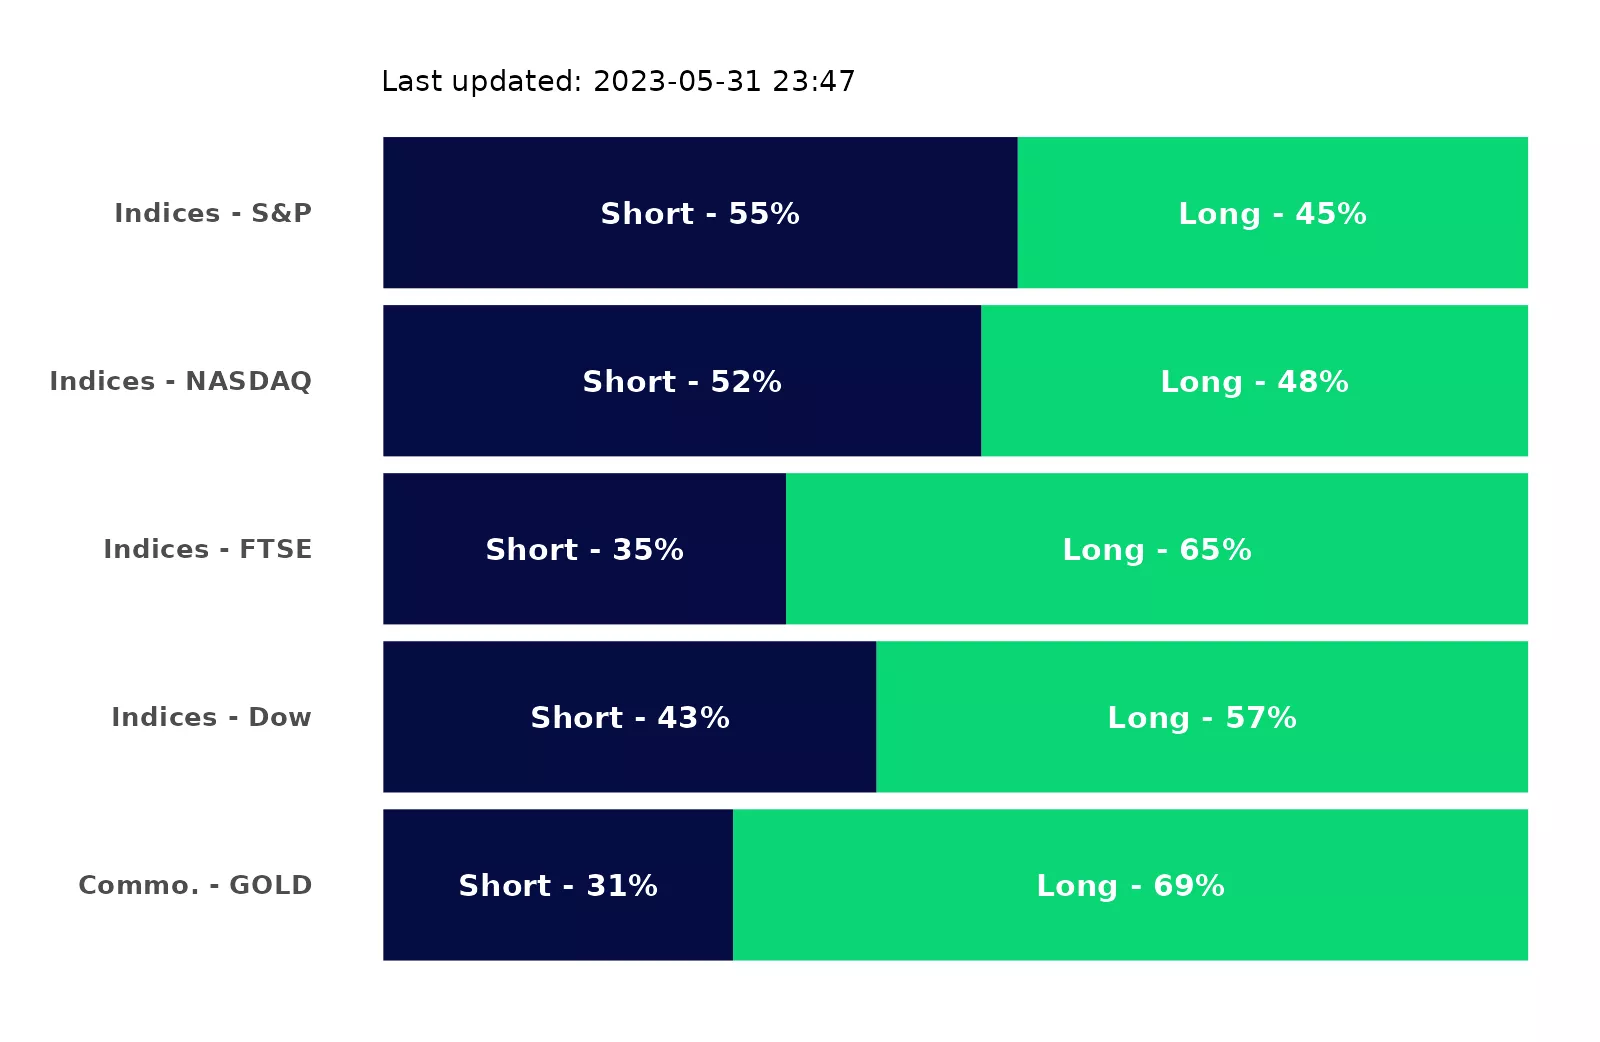 Last updated: 2023-05-31 23:47
Indices - S&P Short - 55% Long - 45%
Indices - NASDAQ Short - 52% Long - 48%
Indices - FTSE Short - 35% Long - 65%
Indices - Dow Short - 43% Long - 57%
Commo. - GOLD Short - 31% Long - 69%